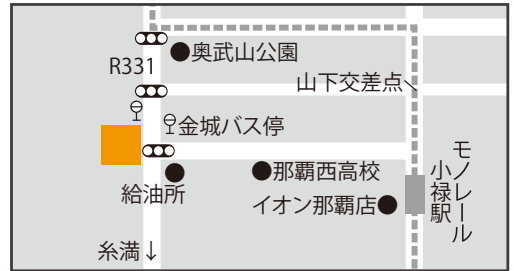 ●奥武山公園
R331
山下交差点
金城バス停
●那覇西高校
モノレール
小禄駅
給油所
イオン那覇店●
糸満↓